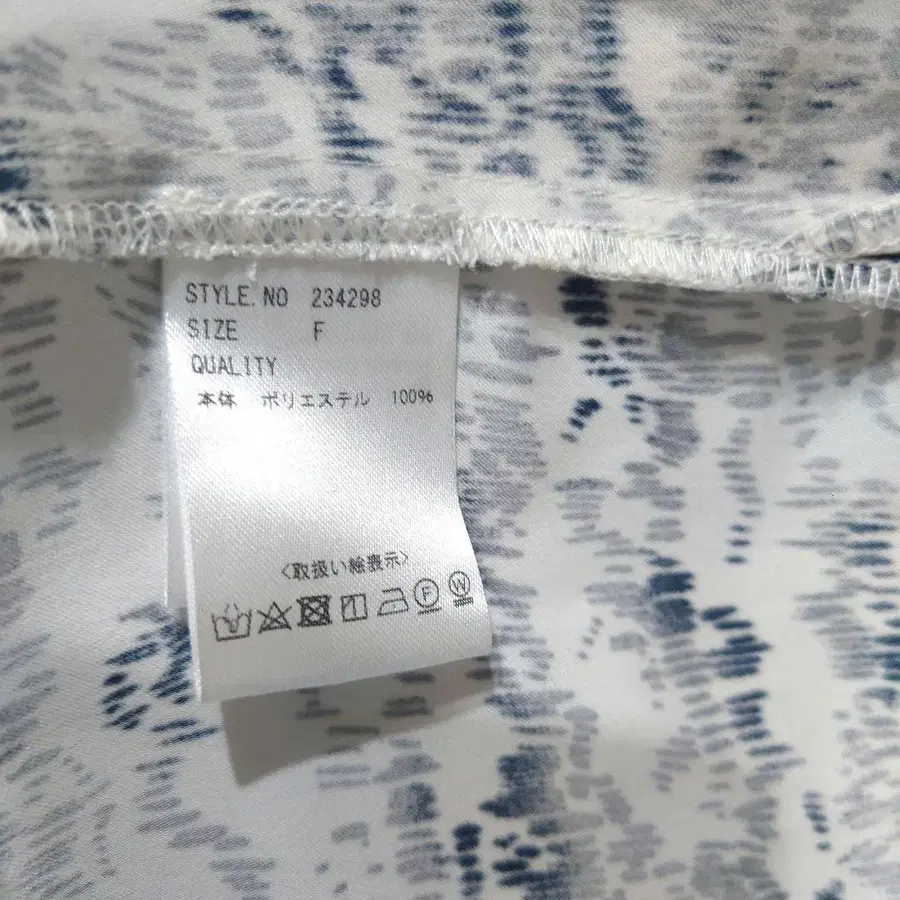 STYLE.NO 234298
SIZE F
QUALITY
本体 ポリエステル 100%
<取扱い絵表示>
F W